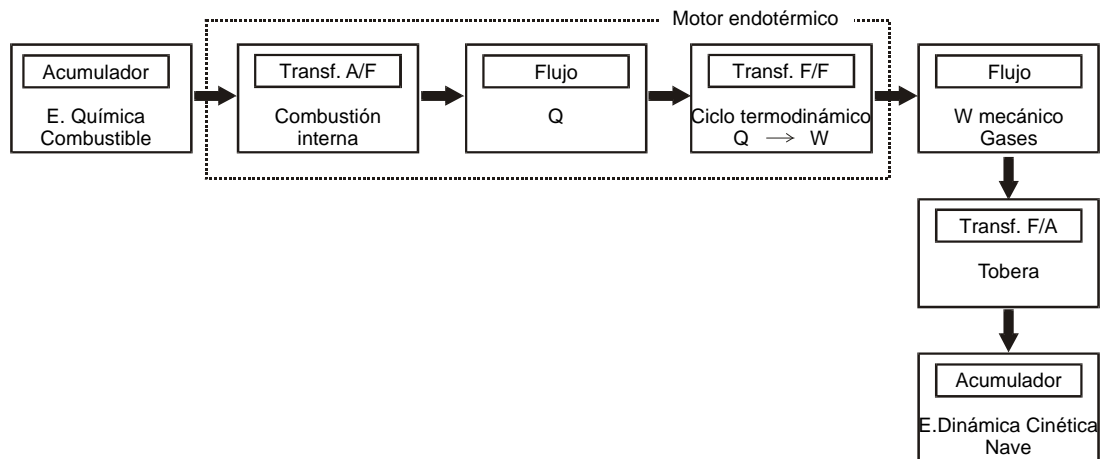 Motor endotérmico
Acumulador
E. Química
Combustible
Transf. A/F
Combustión
interna
Flujo
Q
Transf. F/F
Ciclo termodinámico
Q → W
Flujo
W mecánico
Gases
Transf. F/A
Tobera
Acumulador
E.Dinámica Cinética
Nave